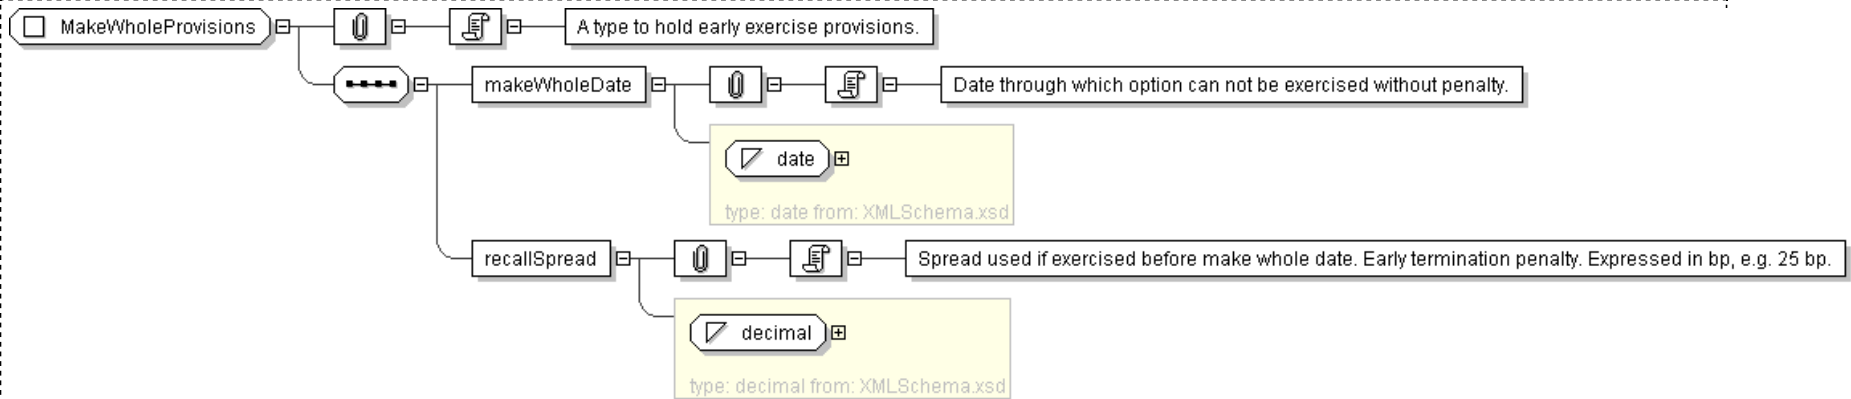 MakeWholeProvisions
A type to hold early exercise provisions.
makeWholeDate
Date through which option can not be exercised without penalty.
date
type: date from: XMLSchema.xsd
recallSpread
Spread used if exercised before make whole date. Early termination penalty. Expressed in bp, e.g. 25 bp.
decimal
type: decimal from: XMLSchema.xsd